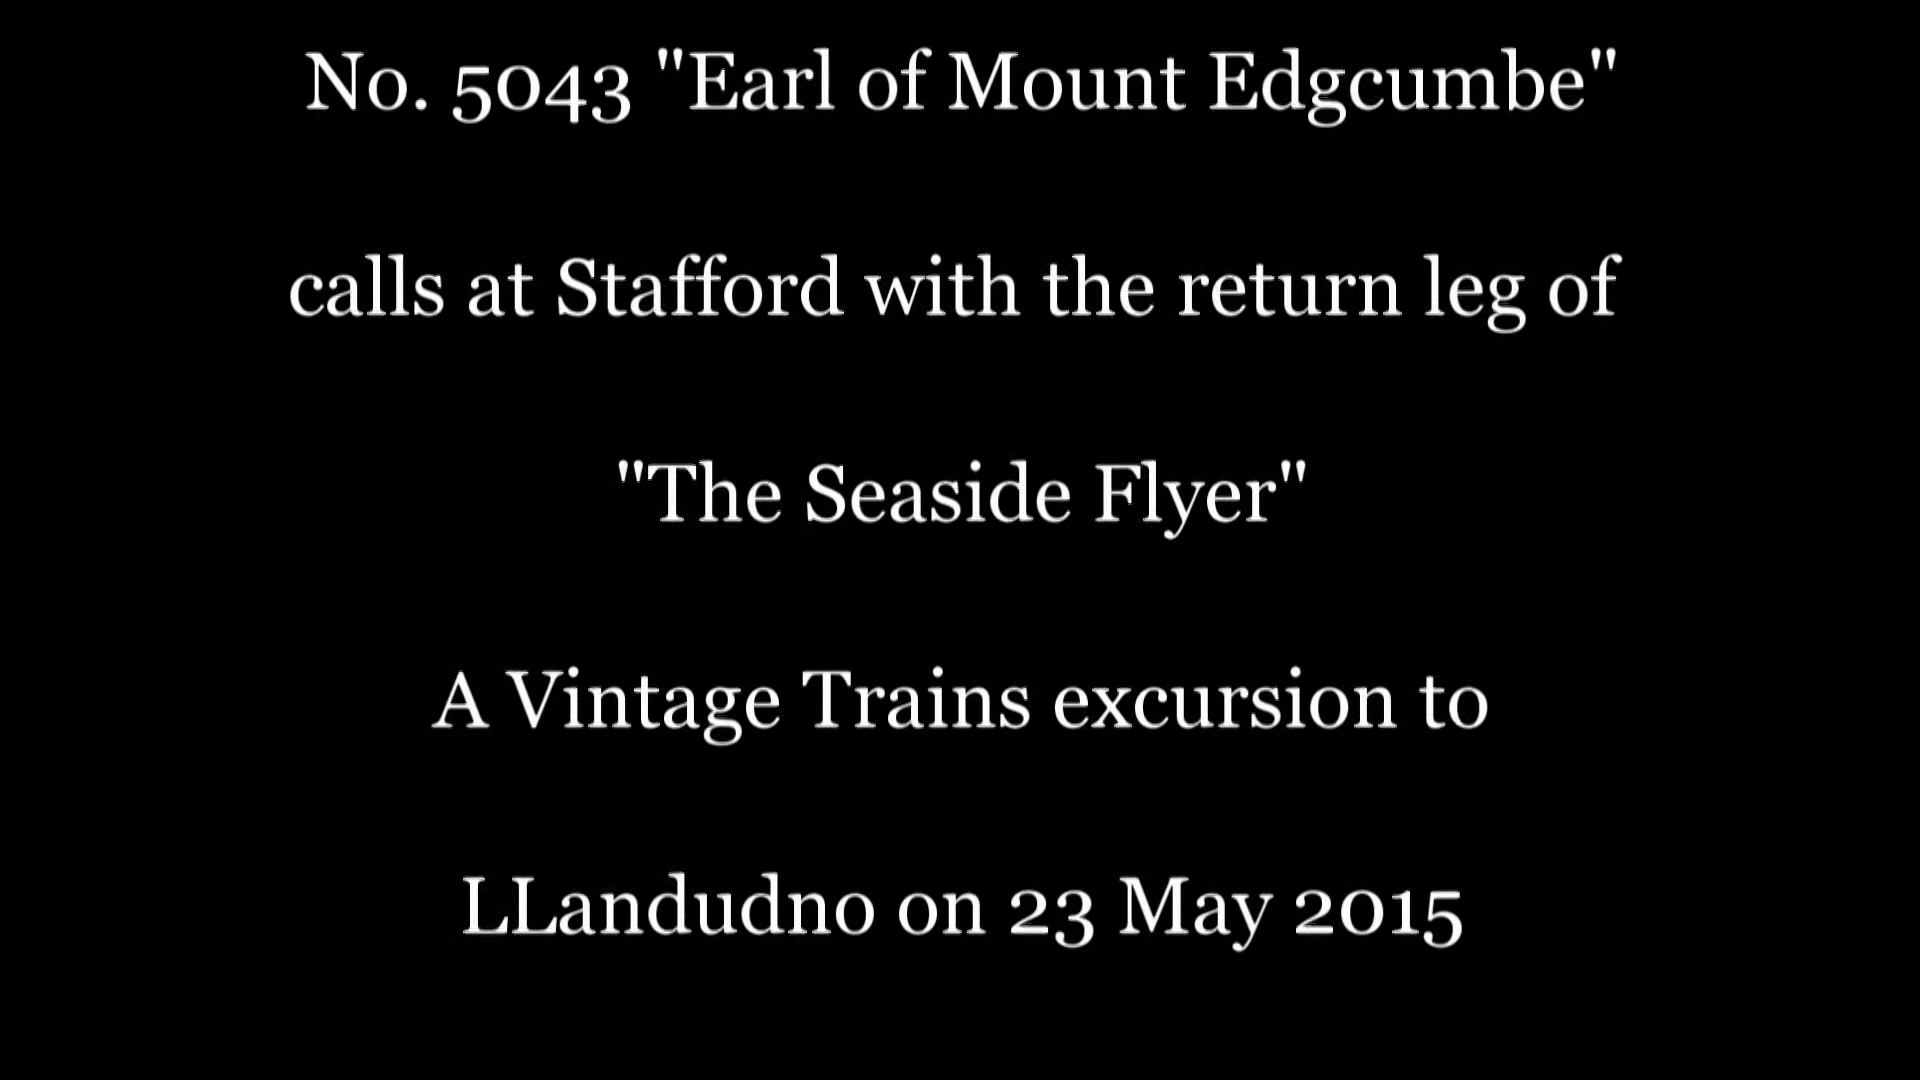 No. 5043 "Earl of Mount Edgcumbe"
calls at Stafford with the return leg of
"The Seaside Flyer"
A Vintage Trains excursion to
LLandudno on 23 May 2015